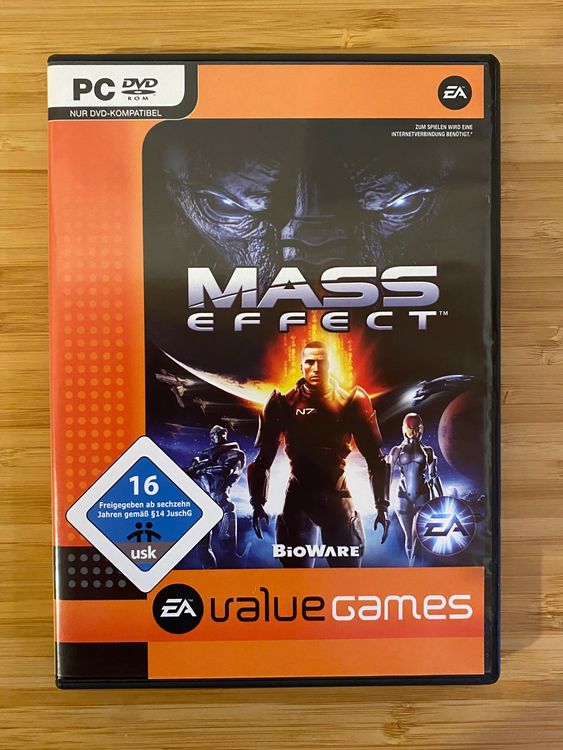 PC DVD
ROM
NUR DVD-KOMPATIBEL
EA
ZUM SPIELEN WIRD EINE
INTERNETVERBINDUNG BENÖTIGT.*
MASS
EFFECT™
N7
16
Freigegeben ab sechzehn
Jahren gemäß §14 JuschG
usk
EA
BIOWARE
EA value GAMES